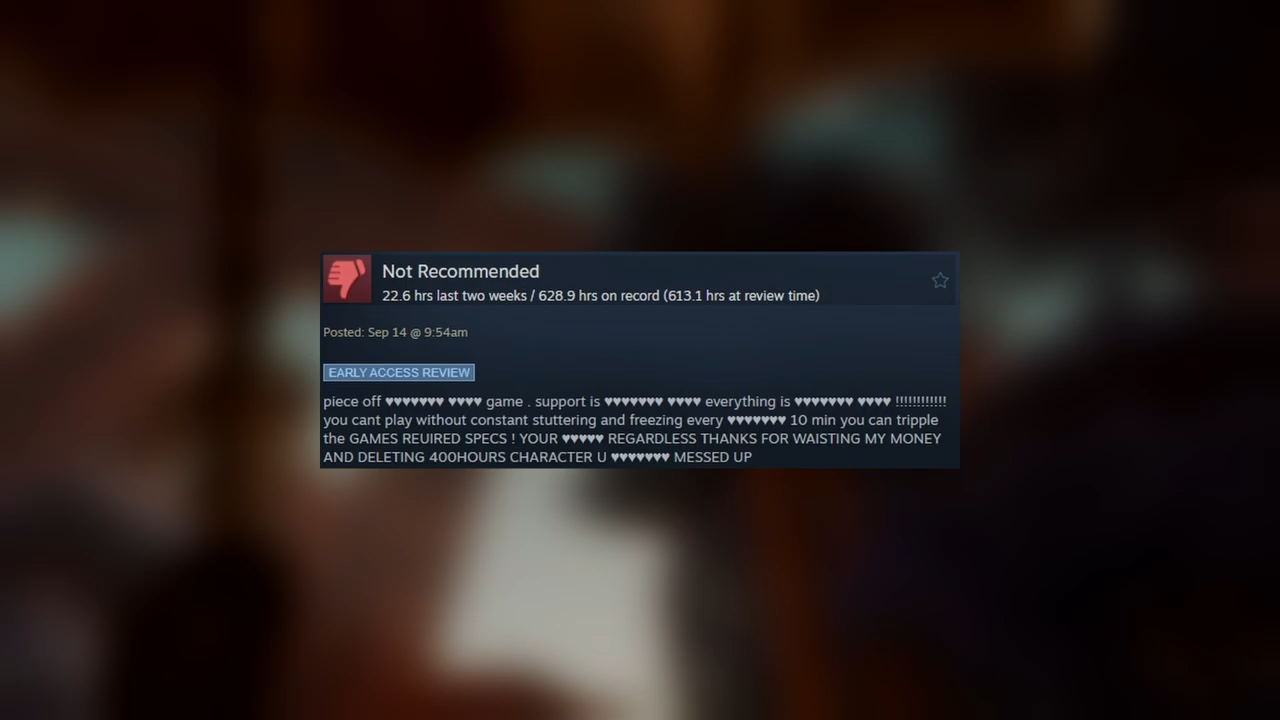 Not Recommended
22.6 hrs last two weeks / 628.9 hrs on record (613.1 hrs at review time)
Posted: Sep 14 @ 9:54am
EARLY ACCESS REVIEW
piece off ♥♥♥♥♥♥♥ ♥♥♥♥ game . support is ♥♥♥♥♥♥♥ ♥♥♥♥ everything is ♥♥♥♥♥♥♥ ♥♥♥♥ !!!!!!!!!!!!
you cant play without constant stuttering and freezing every ♥♥♥♥♥♥♥ 10 min you can tripple
the GAMES REUIRED SPECS ! YOUR ♥♥♥♥♥ REGARDLESS THANKS FOR WAISTING MY MONEY
AND DELETING 400HOURS CHARACTER U ♥♥♥♥♥♥♥ MESSED UP